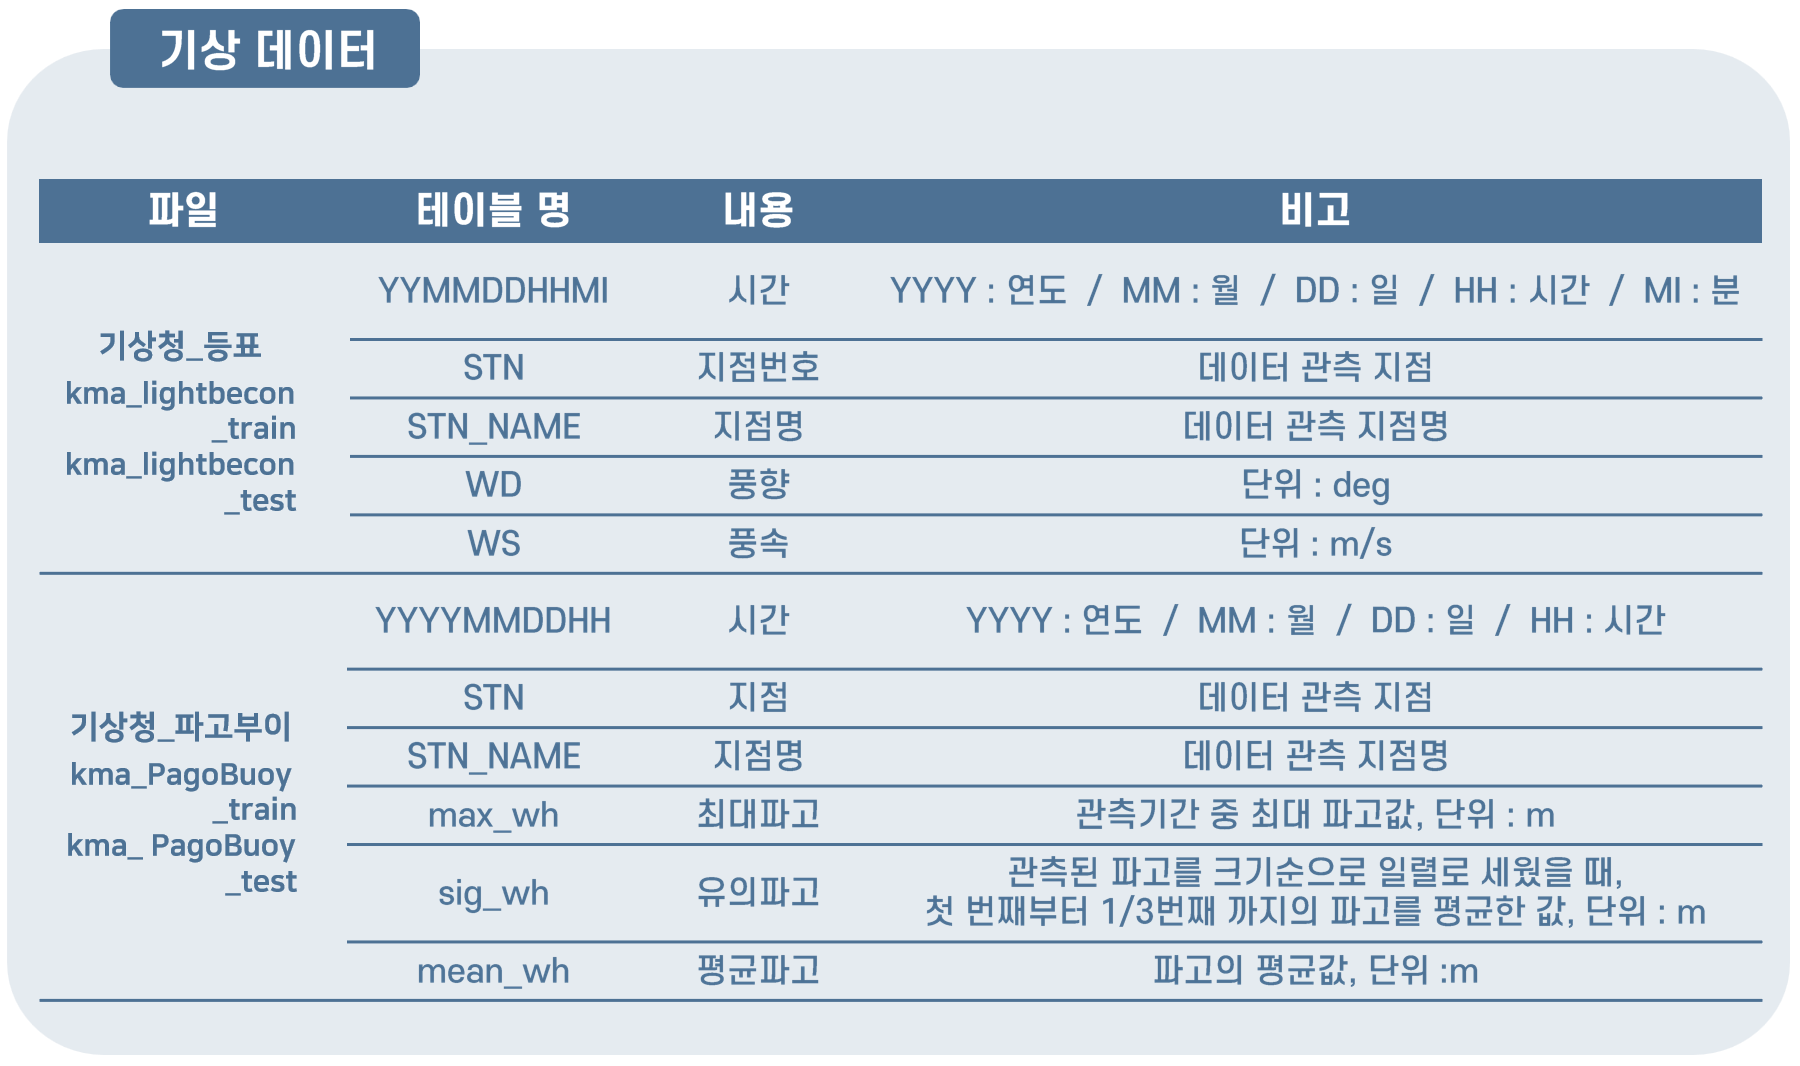 기상 데이터
파일 테이블 명 내용 비고
기상청_등표
kma_lightbecon
_train
kma_lightbecon
_test
YYMMDDHHMI 시간 YYYY : 연도 / MM : 월 / DD : 일 / HH : 시간 / MI : 분
STN 지점번호 데이터 관측 지점
STN_NAME 지점명 데이터 관측 지점명
WD 풍향 단위 : deg
WS 풍속 단위 : m/s
기상청_파고부이
kma_PagoBuoy
_train
kma_ PagoBuoy
_test
YYYYMMDDHH 시간 YYYY : 연도 / MM : 월 / DD : 일 / HH : 시간
STN 지점 데이터 관측 지점
STN_NAME 지점명 데이터 관측 지점명
max_wh 최대파고 관측기간 중 최대 파고값, 단위 : m
sig_wh 유의파고 관측된 파고를 크기순으로 일렬로 세웠을 때,
첫 번째부터 1/3번째 까지의 파고를 평균한 값, 단위 : m
mean_wh 평균파고 파고의 평균값, 단위 :m